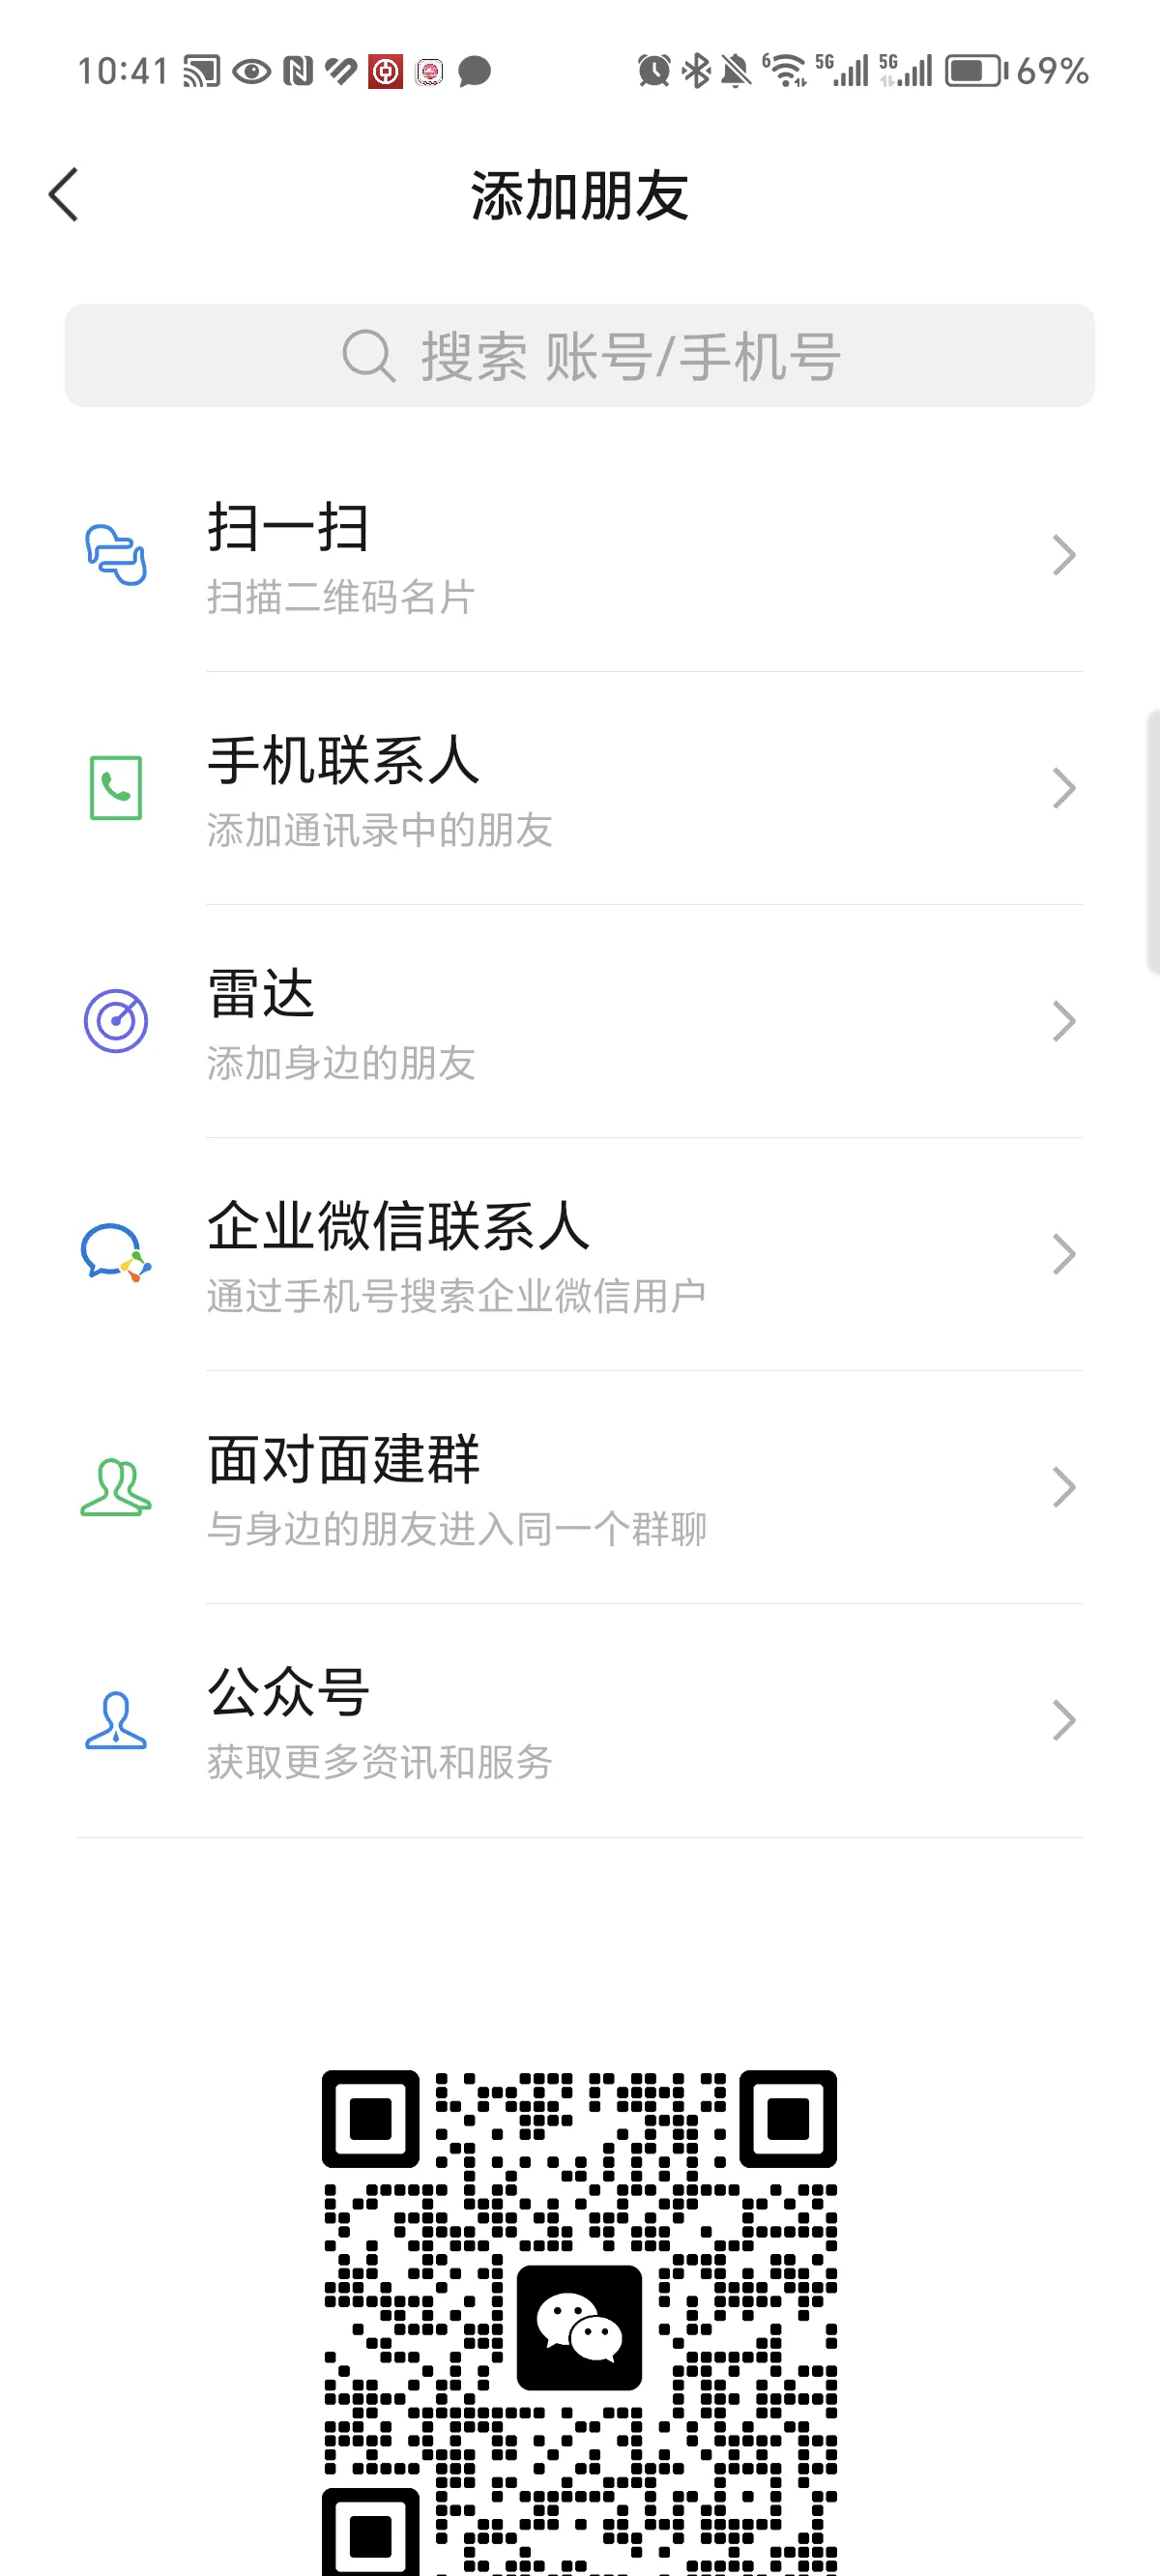 10:41
6 5G 5G 69%
添加朋友
搜索 账号/手机号
扫一扫
扫描二维码名片
手机联系人
添加通讯录中的朋友
雷达
添加身边的朋友
企业微信联系人
通过手机号搜索企业微信用户
面对面建群
与身边的朋友进入同一个群聊
公众号
获取更多资讯和服务